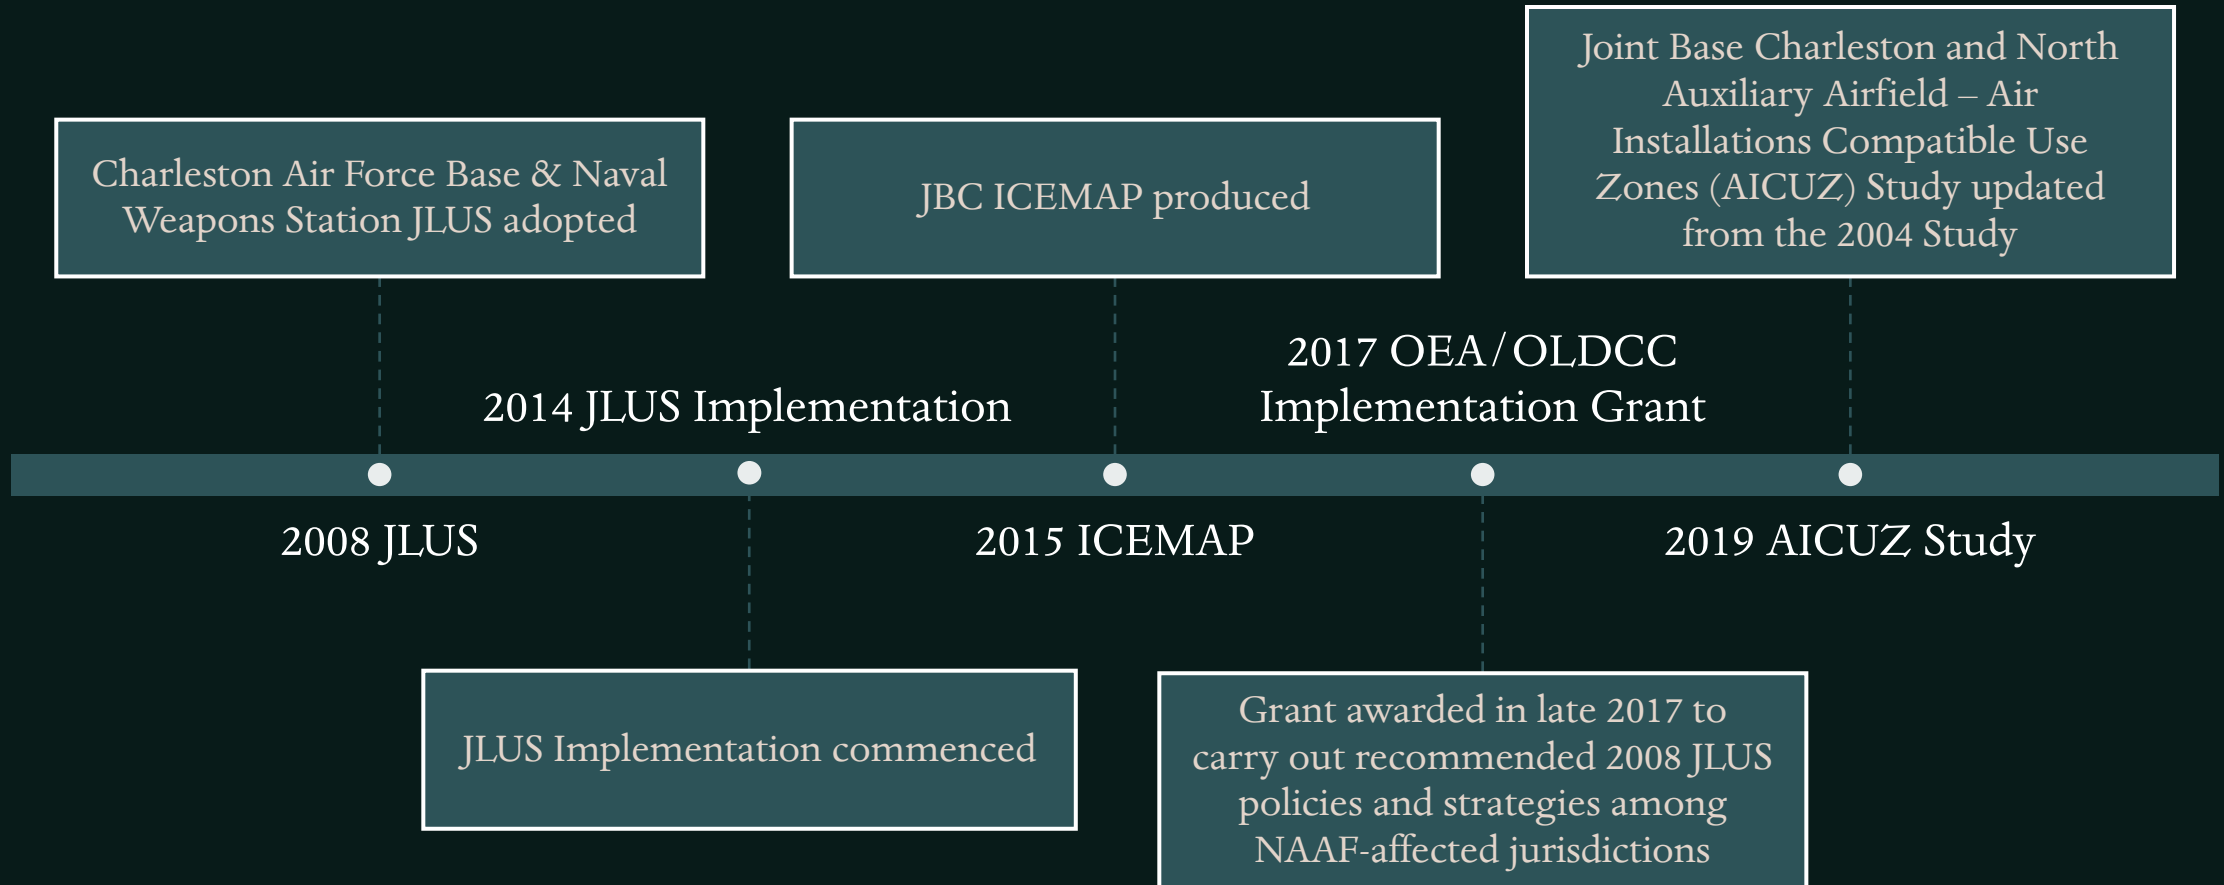 Charleston Air Force Base & Naval
Weapons Station JLUS adopted
JBC ICEMAP produced
Joint Base Charleston and North
Auxiliary Airfield – Air
Installations Compatible Use
Zones (AICUZ) Study updated
from the 2004 Study
2014 JLUS Implementation
2017 OEA/OLDCC
Implementation Grant
2008 JLUS
2015 ICEMAP
2019 AICUZ Study
JLUS Implementation commenced
Grant awarded in late 2017 to
carry out recommended 2008 JLUS
policies and strategies among
NAAF-affected jurisdictions